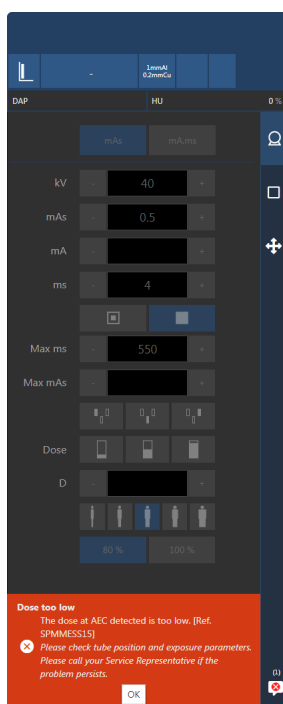 -
1mmAl
0.2mmCu
DAP HU 0 %
mAs mA.ms
kV - 40 +
mAs - 0.5 +
mA - +
ms - 4 +
Max ms - 550 +
Max mAs - +
Dose
D - +
80 % 100 %
Dose too low
The dose at AEC detected is too low. [Ref.
SPMMESS15]
Please check tube position and exposure parameters.
Please call your Service Representative if the
problem persists.
(1)
OK